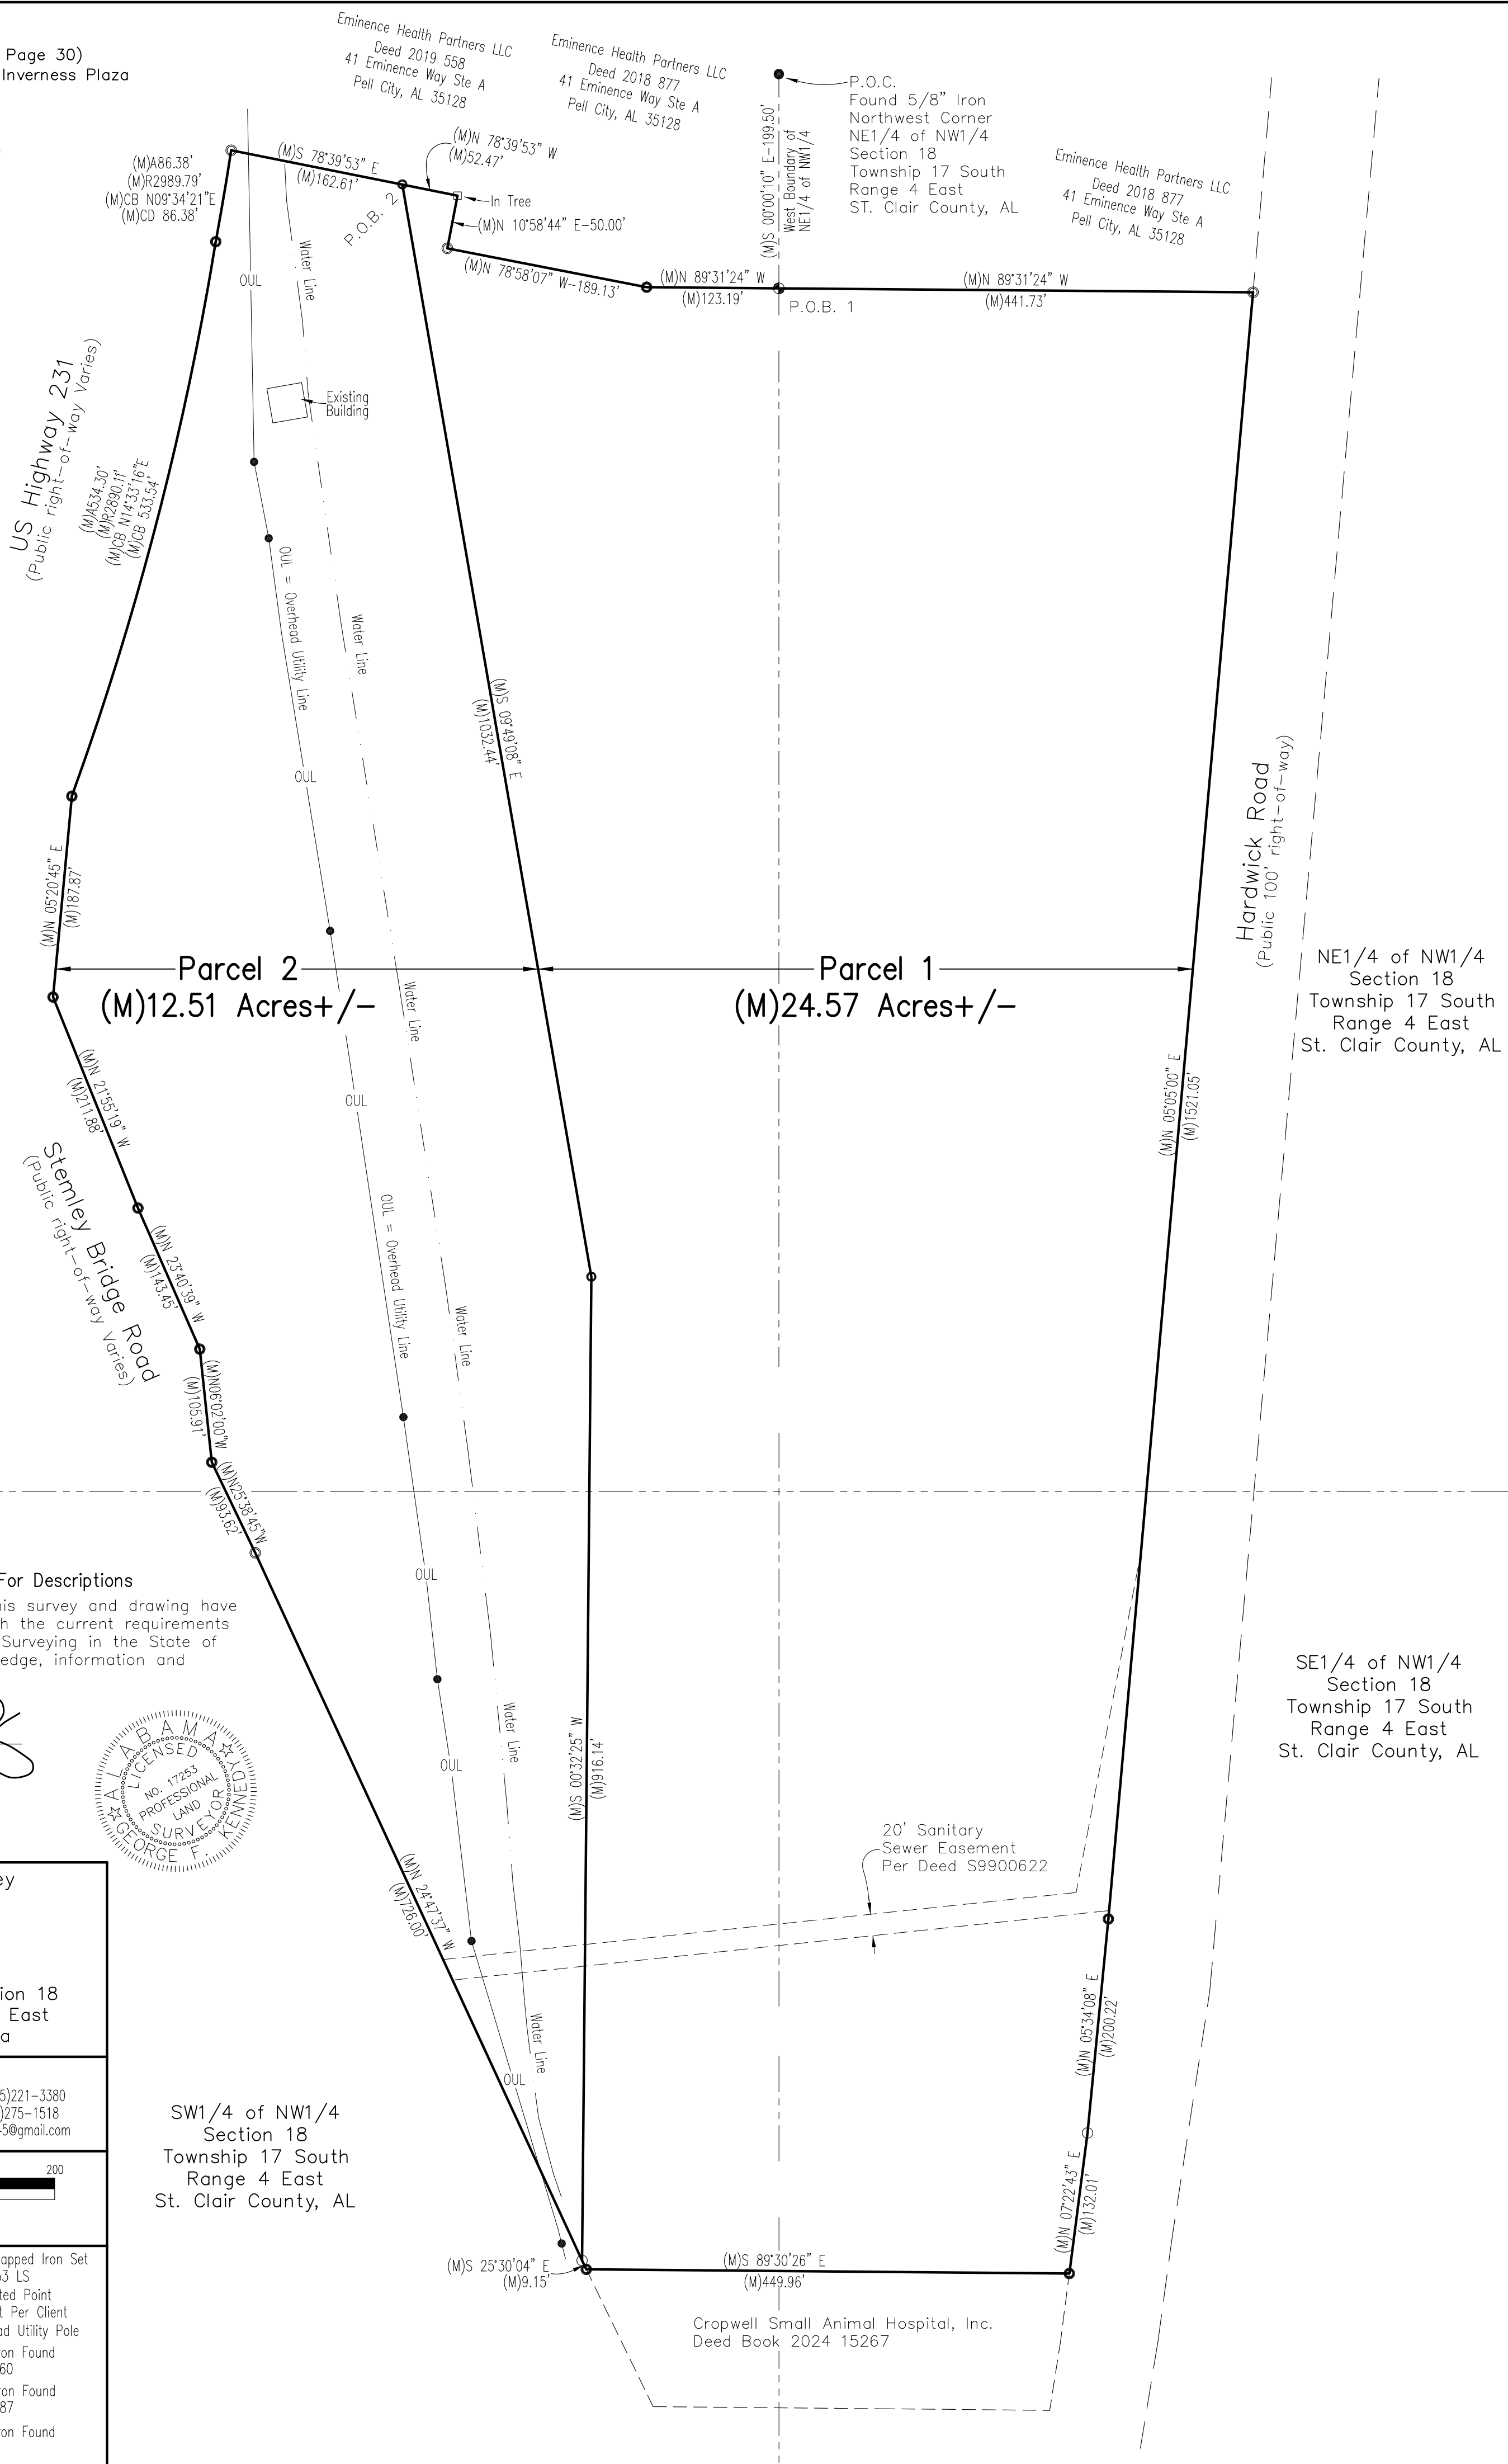 Page 30)
Inverness Plaza
Eminence Health Partners LLC
Deed 2019 558
41 Eminence Way Ste A
Pell City, AL 35128
Eminence Health Partners LLC
Deed 2018 877
41 Eminence Way Ste A
Pell City, AL 35128
P.O.C.
Found 5/8" Iron
Northwest Corner
NE1/4 of NW1/4
Section 18
Township 17 South
Range 4 East
ST. Clair County, AL
(M)S 00°00'10" E-199.50'
West Boundary of
NE1/4 of NW1/4
Eminence Health Partners LLC
Deed 2018 877
41 Eminence Way Ste A
Pell City, AL 35128
(M)A86.38'
(M)R2989.79'
(M)CB N09°34'21"E
(M)CD 86.38'
(M)S 78°39'53" E
(M)162.61'
(M)N 78°39'53" W
(M)52.47'
In Tree
P.O.B. 2
(M)N 10°58'44" E-50.00'
(M)N 78°58'07" W-189.13'
(M)N 89°31'24" W
(M)123.19'
P.O.B. 1
(M)N 89°31'24" W
(M)441.73'
OUL
Water Line
Existing
Building
US Highway 231
(Public right-of-way Varies)
(M)A534.30'
(M)R2890.11'
(M)CB N14°33'16"E
(M)CB 533.54'
OUL = Overhead Utility Line
Water Line
(M)S 09°49'08" E
(M)1032.44'
OUL
Hardwick Road
(Public 100' right-of-way)
(M)N 05°20'45" E
(M)187.87'
Parcel 2
(M)12.51 Acres+/-
Parcel 1
(M)24.57 Acres+/-
Water Line
NE1/4 of NW1/4
Section 18
Township 17 South
Range 4 East
St. Clair County, AL
(M)N 21°55'19" W
(M)211.88'
OUL
(M)N 05°05'00" E
(M)1521.05'
Stemley Bridge Road
(Public right-of-way Varies)
(M)N 23°40'39" W
(M)143.45'
OUL = Overhead Utility Line
Water Line
(M)N06°02'00"W
(M)105.91'
(M)N25°38'45"W
(M)93.62'
For Descriptions
his survey and drawing have
h the current requirements
Surveying in the State of
edge, information and
OUL
SE1/4 of NW1/4
Section 18
Township 17 South
Range 4 East
St. Clair County, AL
ALABAMA
LICENSED
NO. 17253
PROFESSIONAL
LAND
SURVEYOR
GEORGE F. KENNEDY
Water Line
OUL
(M)S 00°32'25" W
(M)916.14'
20' Sanitary
Sewer Easement
Per Deed S9900622
(M)N 24°47'37" W
(M)726.00'
ey
ion 18
East
a
5)221-3380
)275-1518
5@gmail.com
200
(M)N 05°34'08" E
(M)200.22'
Water Line
OUL
SW1/4 of NW1/4
Section 18
Township 17 South
Range 4 East
St. Clair County, AL
(M)N 07°22'43" E
(M)132.01'
(M)S 25°30'04" E
(M)9.15'
(M)S 89°30'26" E
(M)449.96'
Cropwell Small Animal Hospital, Inc.
Deed Book 2024 15267
apped Iron Set
3 LS
ted Point
t Per Client
ad Utility Pole
ron Found
60
ron Found
87
ron Found